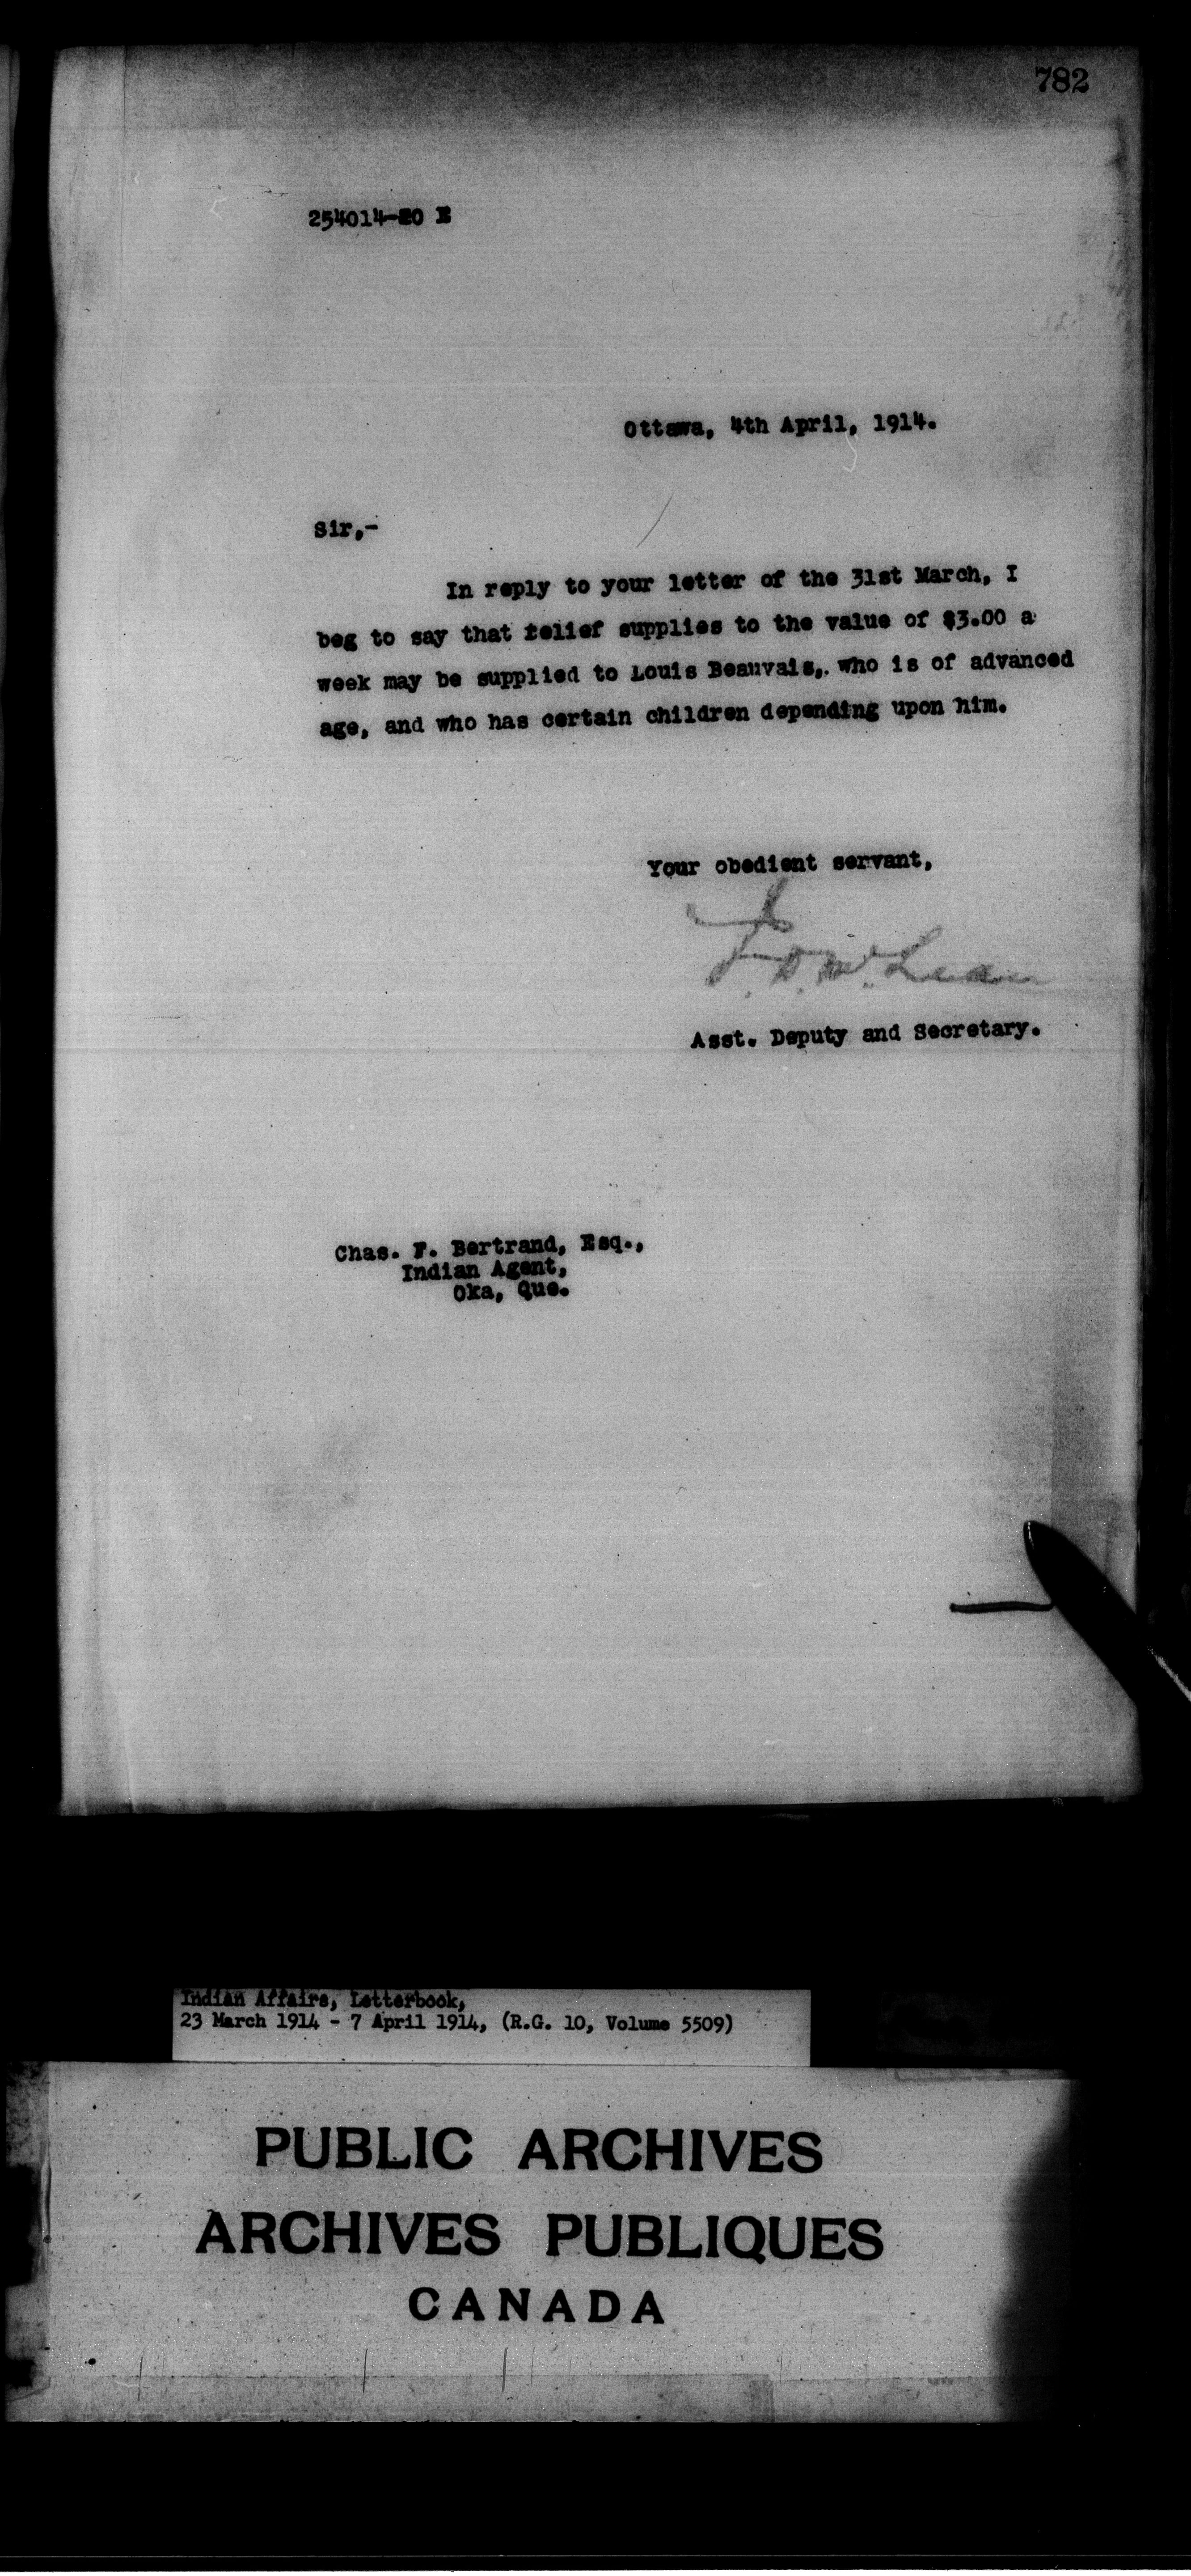 782
254014-20 E
Ottawa, 4th April, 1914.
Sir,-
In reply to your letter of the 31st March, I
beg to say that relief supplies to the value of $3.00 a
week may be supplied to Louis Beauvais, who is of advanced
age, and who has certain children depending upon him.
Your obedient servant,
J. D. McLean
Asst. Deputy and Secretary.
Chas. F. Bertrand, Esq.,
Indian Agent,
Oka, Que.
Indian Affairs, Letterbook,
23 March 1914 - 7 April 1914, (R.G. 10, Volume 5509)
PUBLIC ARCHIVES
ARCHIVES PUBLIQUES
CANADA